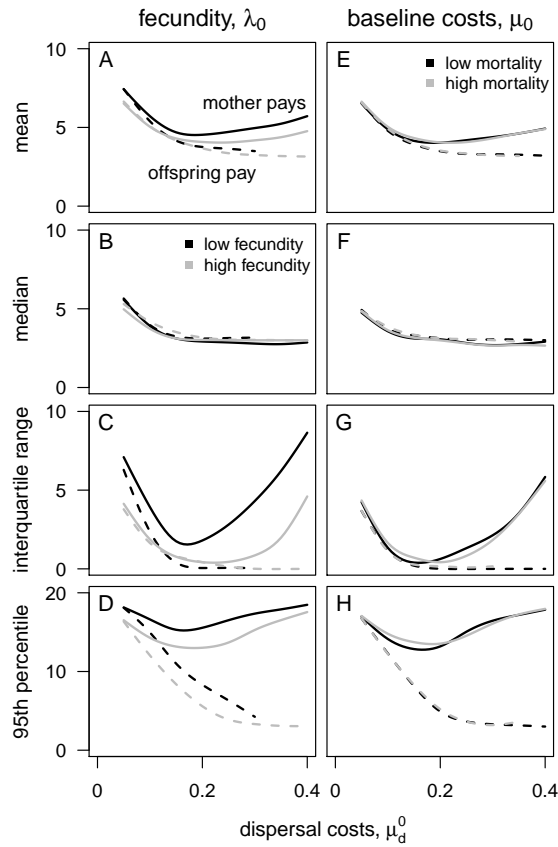 fecundity, λ0
baseline costs, μ0
A
mean
10
5
0
mother pays
offspring pay
E
low mortality
high mortality
B
median
10
5
0
low fecundity
high fecundity
F
C
interquartile range
10
5
0
G
D
95th percentile
20
10
0
H
0
0.2
0.4
0
0.2
0.4
dispersal costs, μd0